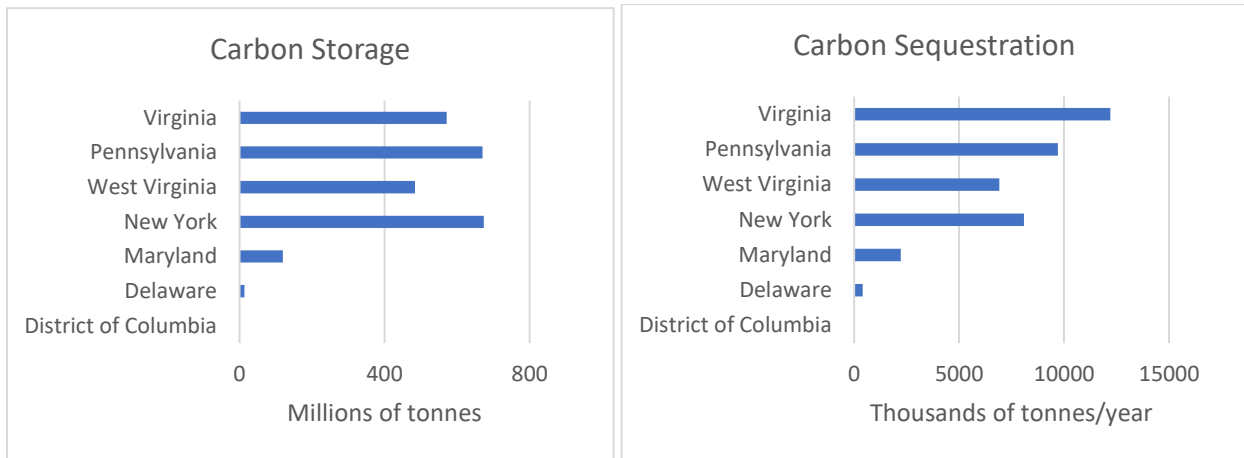 Carbon Storage
Virginia
Pennsylvania
West Virginia
New York
Maryland
Delaware
District of Columbia
0 400 800
Millions of tonnes
Carbon Sequestration
Virginia
Pennsylvania
West Virginia
New York
Maryland
Delaware
District of Columbia
0 5000 10000 15000
Thousands of tonnes/year